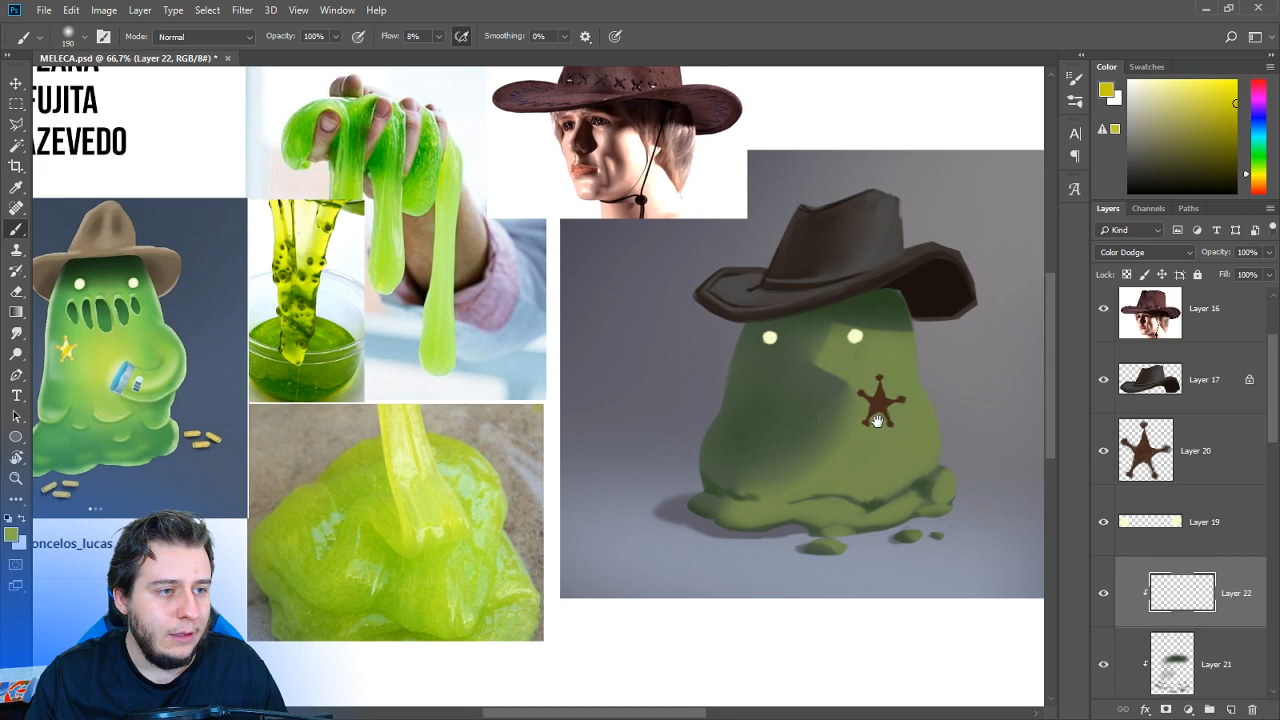 Ps File Edit Image Layer Type Select Filter 3D View Window Help
190 Mode: Normal Opacity: 100% Flow: 8% Smoothing: 0%
MELECA.psd @ 66,7% (Layer 22, RGB/8#) * ×
FUJITA
AZEVEDO
oncelos_lucas
Color Swatches
Layers Channels Paths
Kind
Color Dodge Opacity: 100%
Lock: Fill: 100%
Layer 16
Layer 17
Layer 20
Layer 19
Layer 22
Layer 21